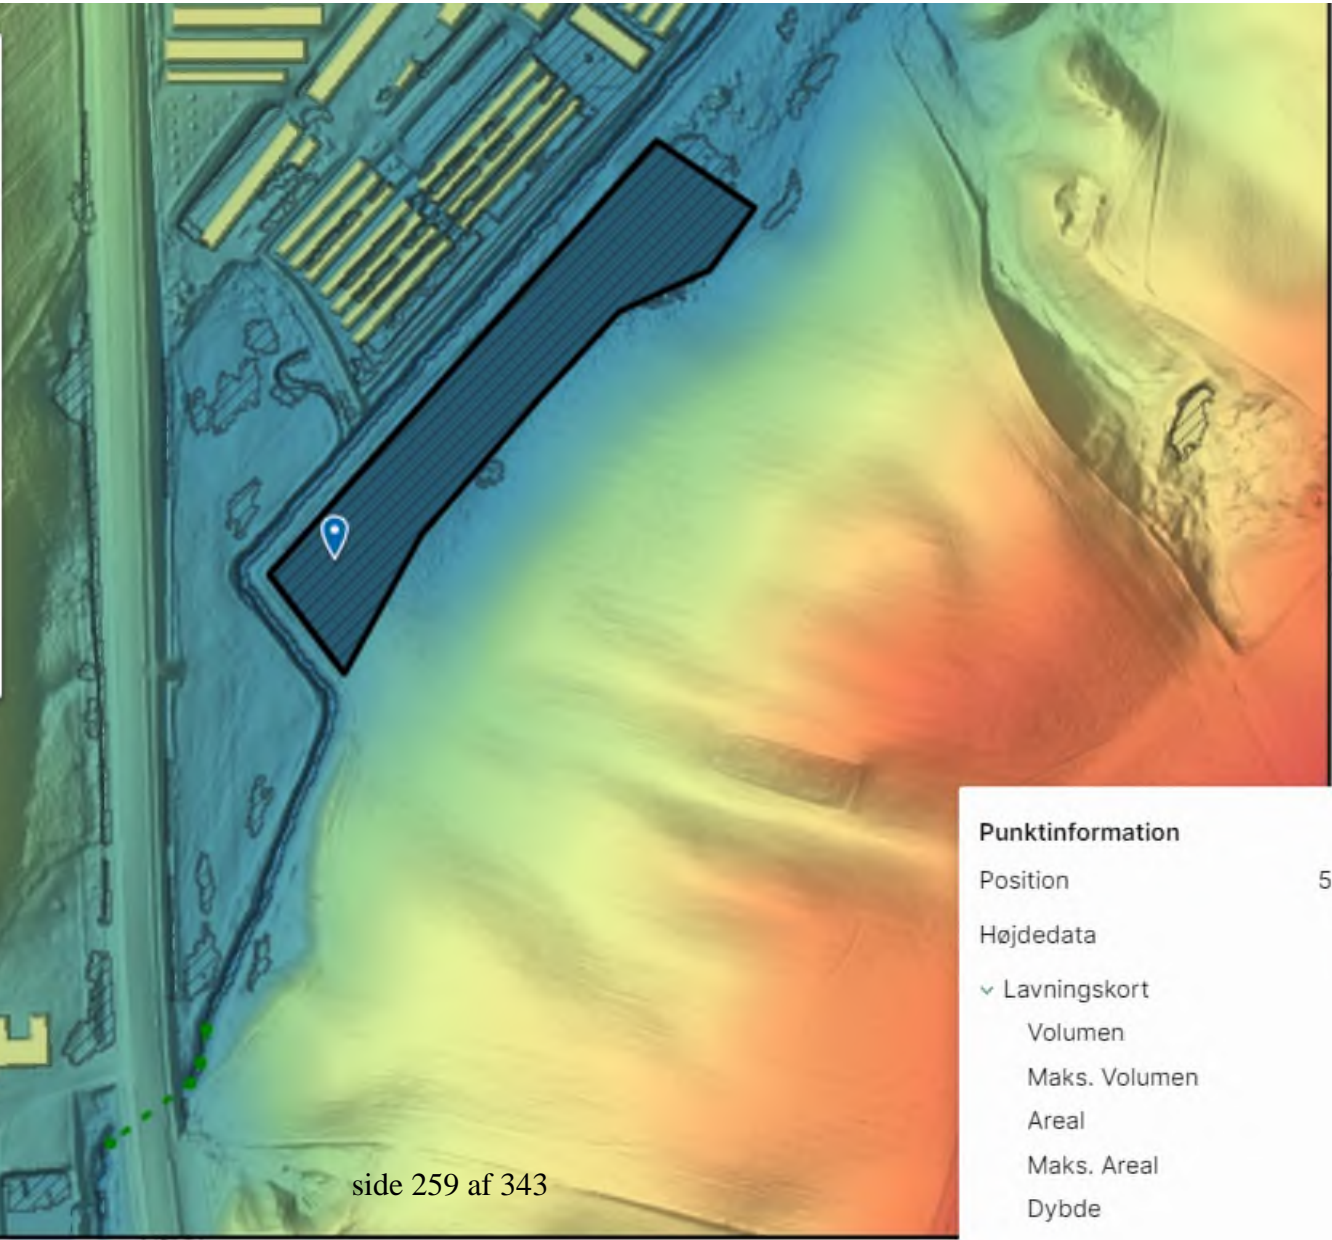 Punktinformation
Position 5
Højdedata
Lavningskort
Volumen
Maks. Volumen
Areal
Maks. Areal
Dybde
side 259 af 343